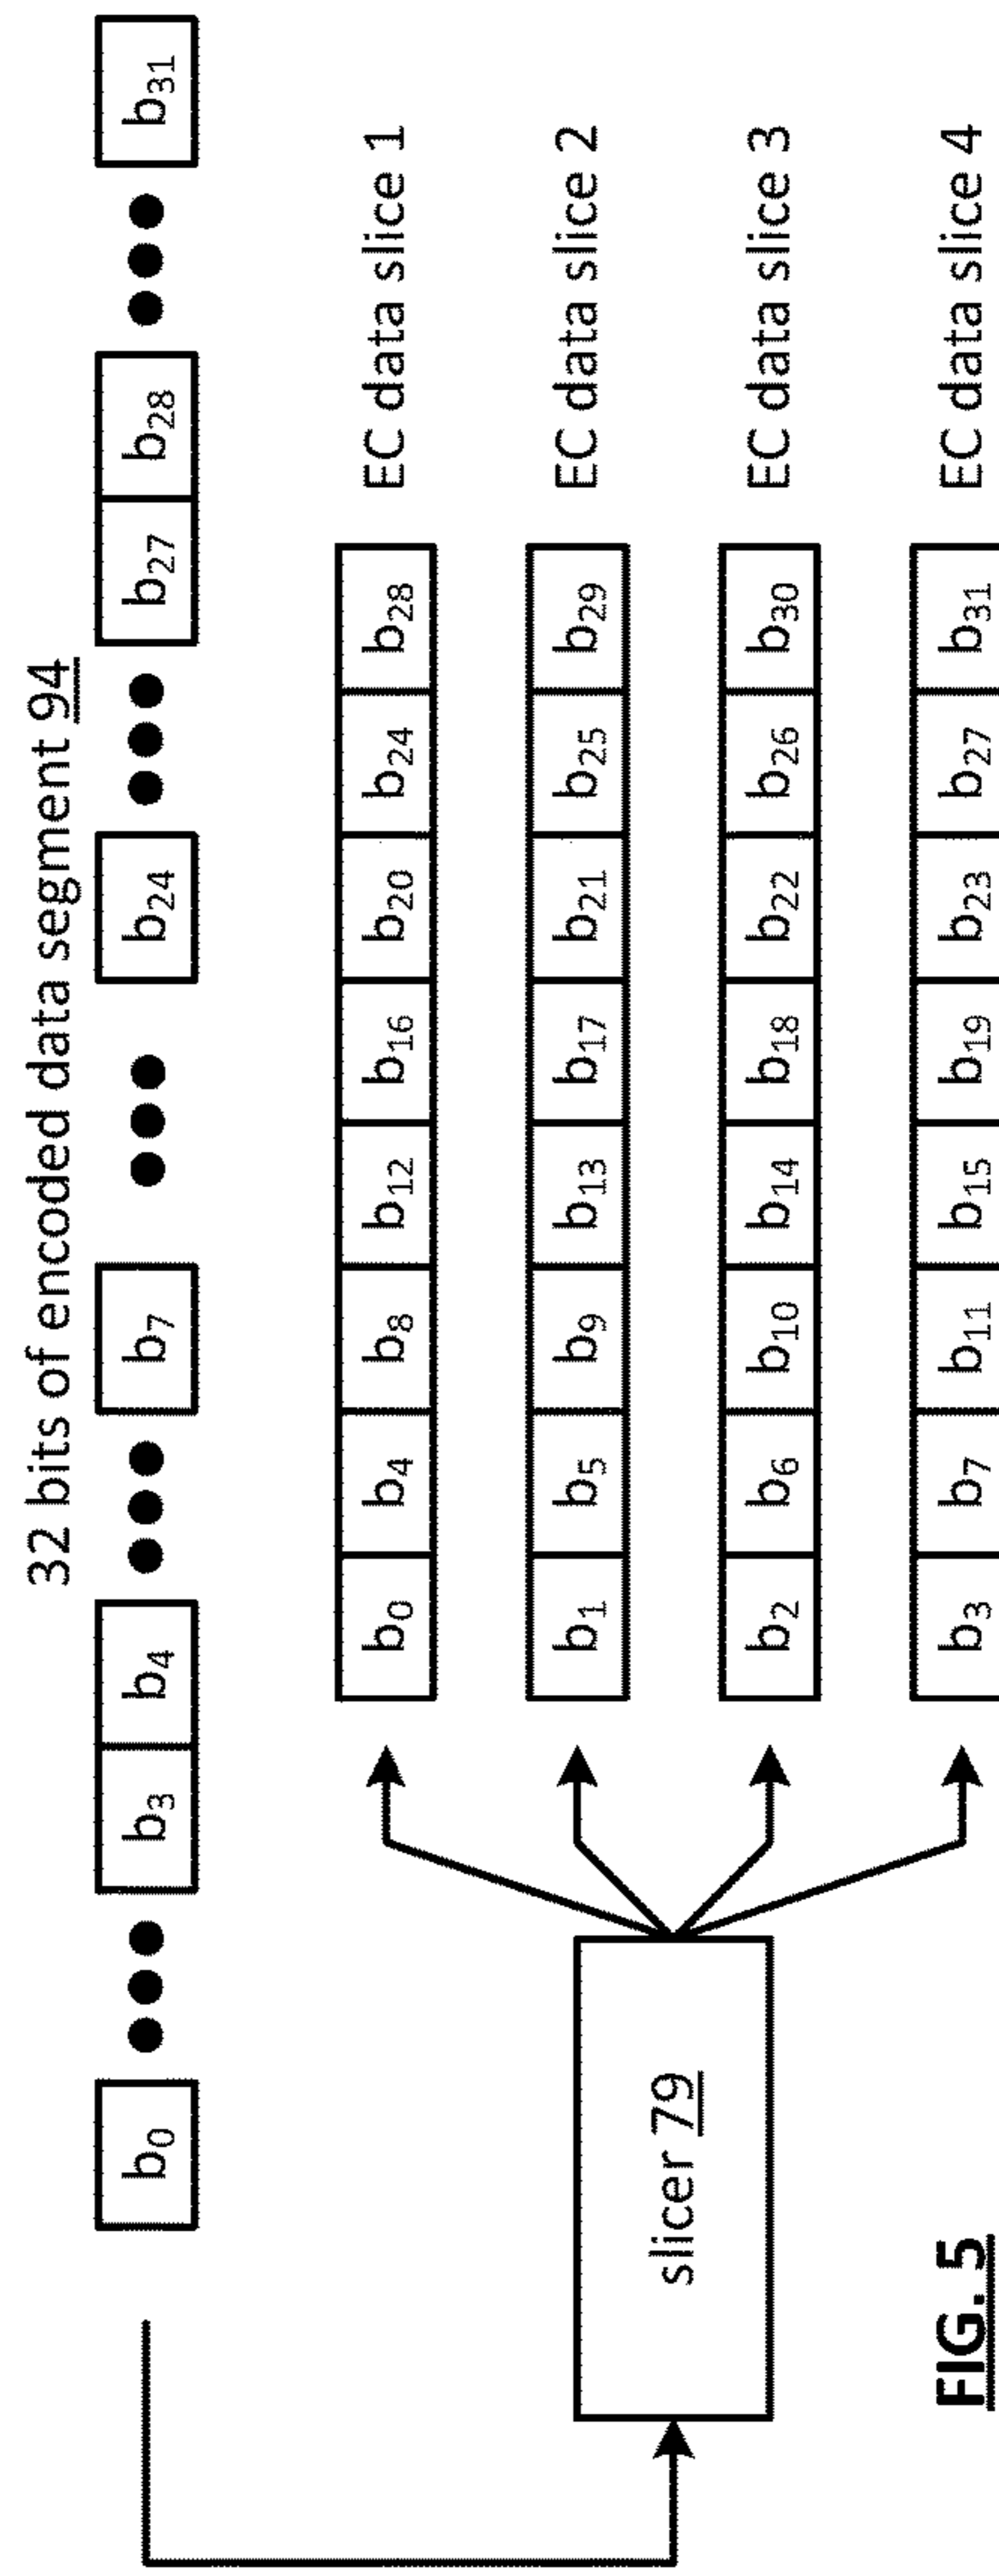 32 bits of encoded data segment 94
b0 b3 b4 b7 b24 b27 b28 b31
b0 b4 b8 b12 b16 b20 b24 b28 EC data slice 1
b1 b5 b9 b13 b17 b21 b25 b29 EC data slice 2
slicer 79
b2 b6 b10 b14 b18 b22 b26 b30 EC data slice 3
b3 b7 b11 b15 b19 b23 b27 b31 EC data slice 4
FIG. 5